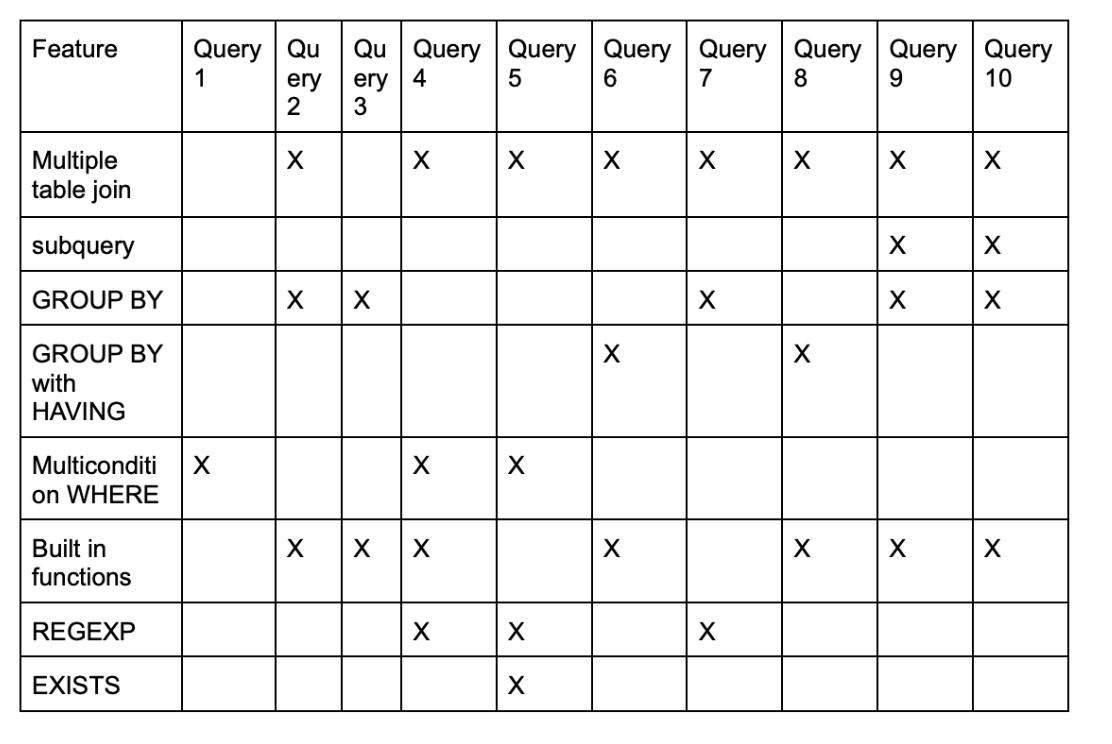 Feature Query 1 Query 2 Query 3 Query 4 Query 5 Query 6 Query 7 Query 8 Query 9 Query 10
Multiple table join X X X X X X X X
subquery X X
GROUP BY X X X X X
GROUP BY with HAVING X X
Multicondition WHERE X X X
Built in functions X X X X X X X
REGEXP X X X
EXISTS X